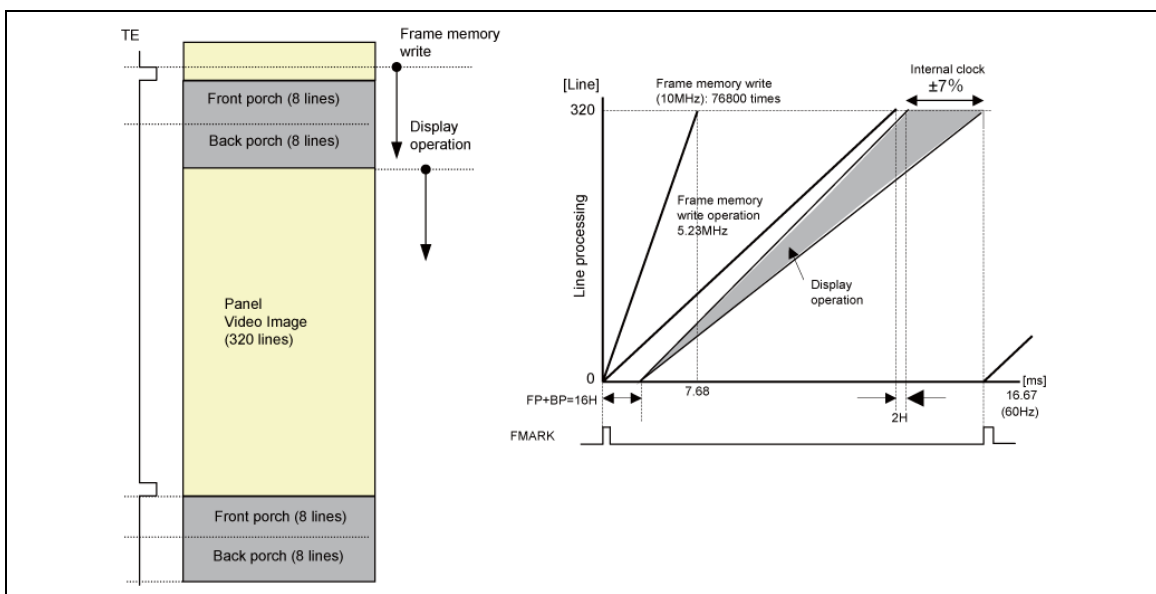 TE
Frame memory
write
Front porch (8 lines)
Back porch (8 lines)
Display
operation
Panel
Video Image
(320 lines)
Front porch (8 lines)
Back porch (8 lines)
[Line]
320
Line processing
0
Frame memory write
(10MHz): 76800 times
Internal clock
±7%
Frame memory
write operation
5.23MHz
Display
operation
FP+BP=16H
7.68
2H
[ms]
16.67
(60Hz)
FMARK